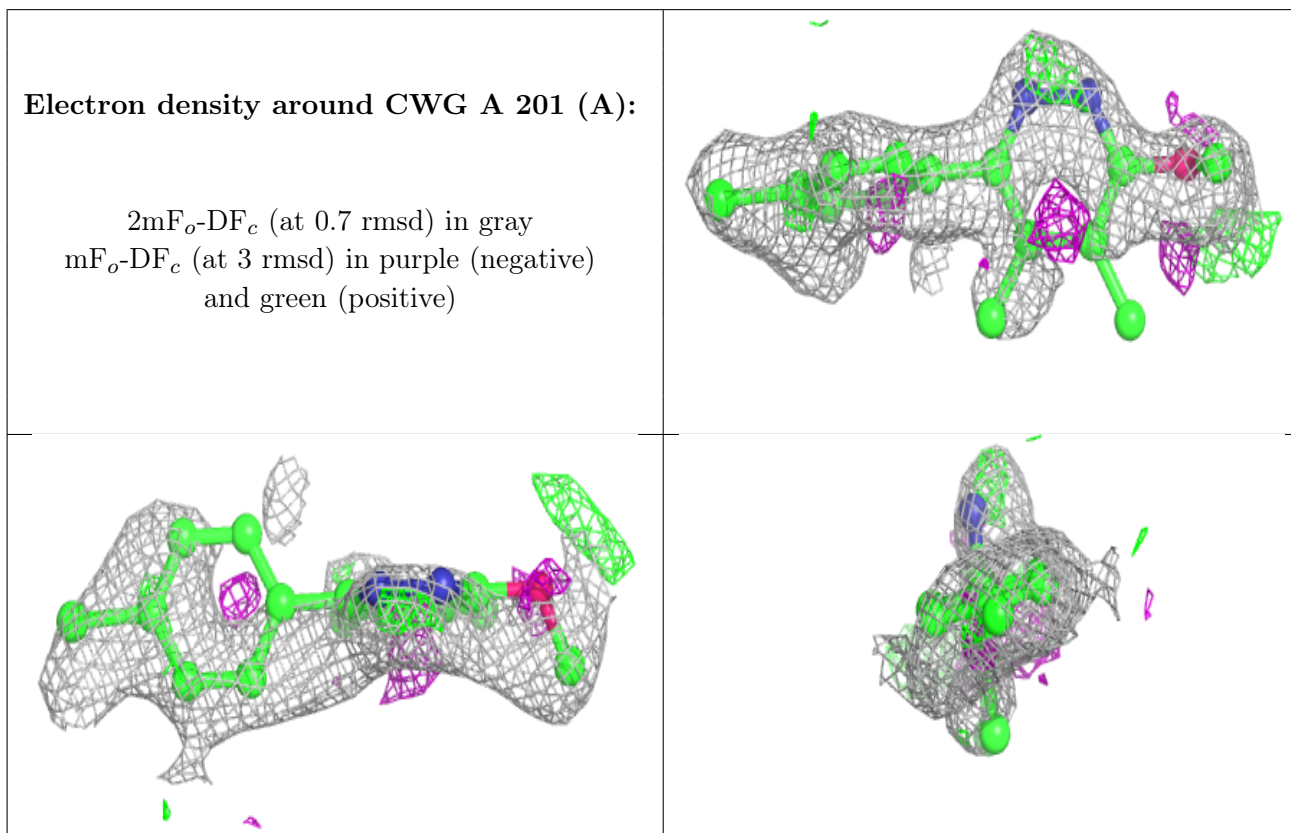 Electron density around CWG A 201 (A):
2mFo-DFc (at 0.7 rmsd) in gray
mFo-DFc (at 3 rmsd) in purple (negative)
and green (positive)